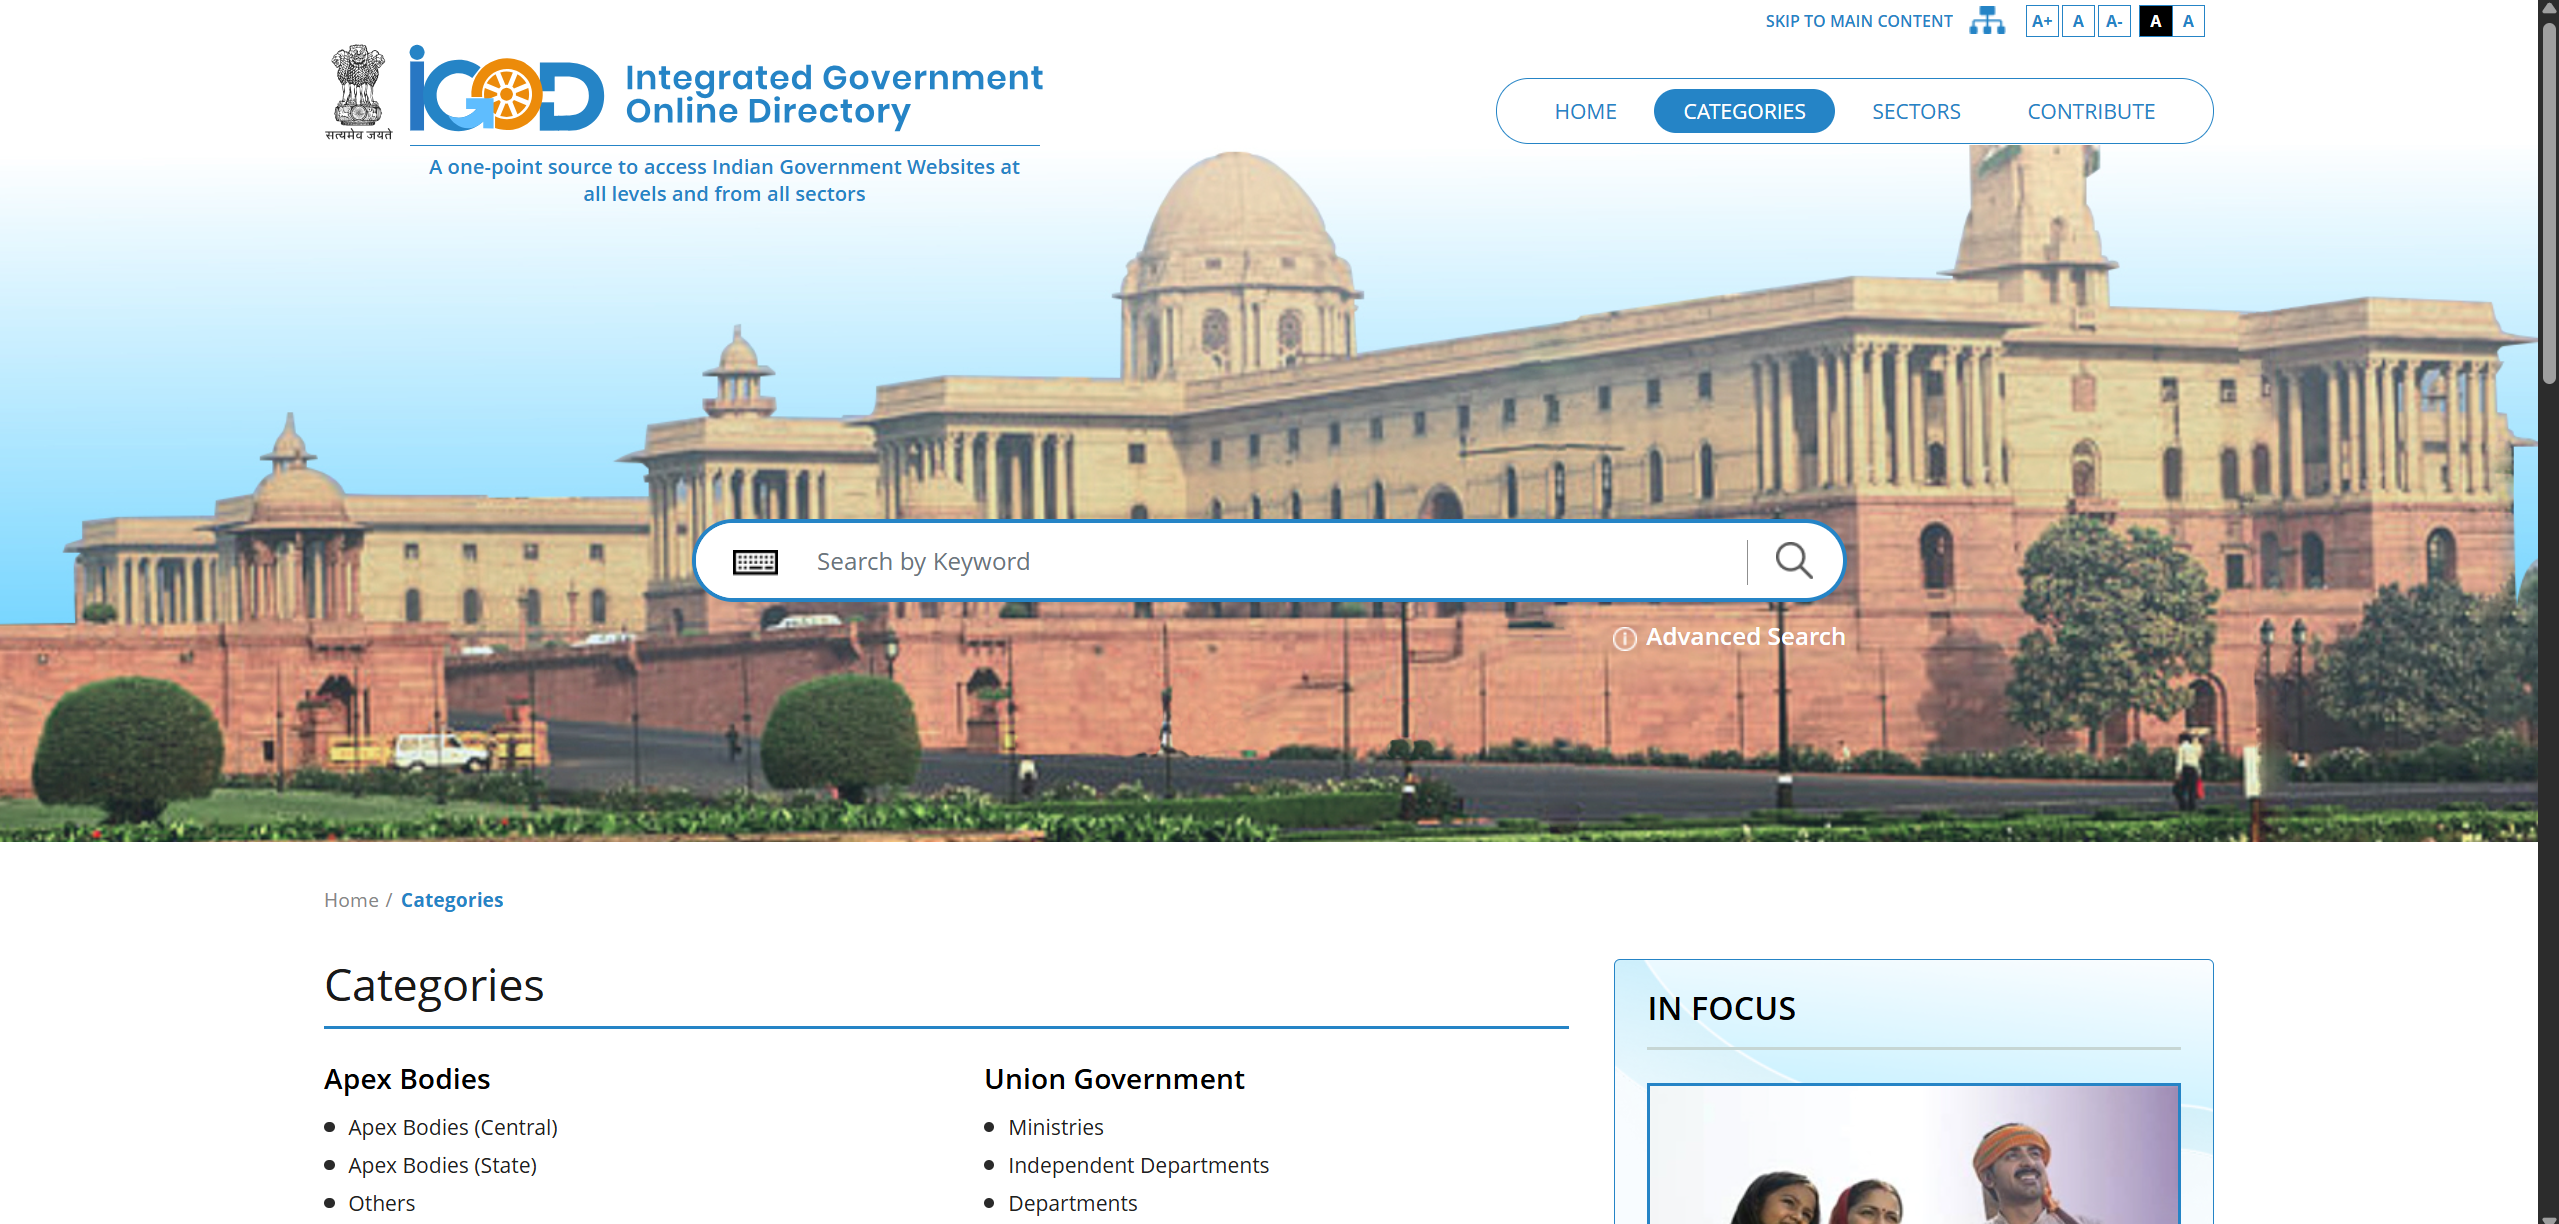 SKIP TO MAIN CONTENT
A+ A A- A A
सत्यमेव जयते
iGOD
Integrated Government
Online Directory
A one-point source to access Indian Government Websites at
all levels and from all sectors
HOME CATEGORIES SECTORS CONTRIBUTE
Search by Keyword
Advanced Search
Home / Categories
Categories
Apex Bodies
Apex Bodies (Central)
Apex Bodies (State)
Others
Union Government
Ministries
Independent Departments
Departments
IN FOCUS